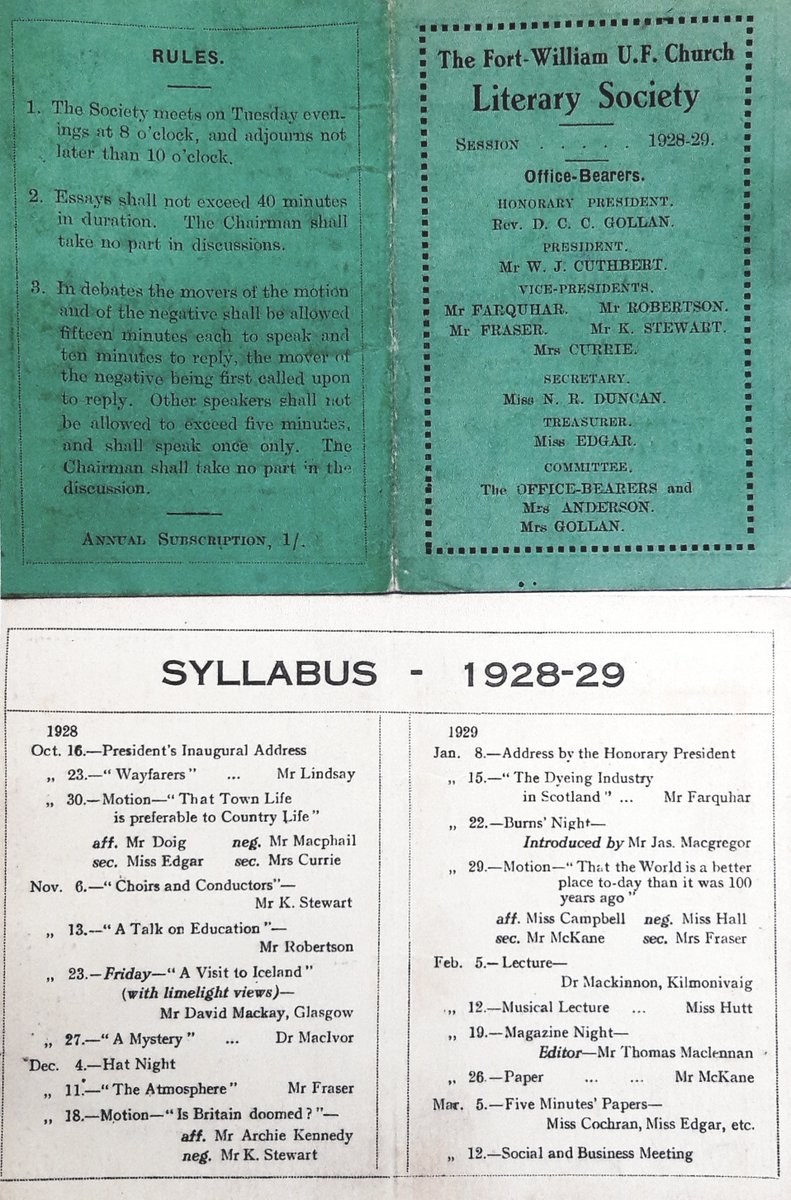 RULES.
1. The Society meets on Tuesday even-
ings at 8 o'clock, and adjourns not
later than 10 o'clock.
2. Essays shall not exceed 40 minutes
in duration. The Chairman shall
take no part in discussions.
3. In debates the movers of the motion
and of the negative shall be allowed
fifteen minutes each to speak and
ten minutes to reply, the mover of
the negative being first called upon
to reply. Other speakers shall not
be allowed to exceed five minutes,
and shall speak once only. The
Chairman shall take no part in the
discussion.
ANNUAL SUBSCRIPTION, 1/.
The Fort-William U.F. Church
Literary Society
SESSION . . . . . 1928-29.
Office-Bearers.
HONORARY PRESIDENT.
Rev. D. C. C. GOLLAN.
PRESIDENT.
Mr W. J. CUTHBERT.
VICE-PRESIDENTS.
Mr FARQUHAR. Mr ROBERTSON.
Mr FRASER. Mr K. STEWART.
Mrs CURRIE.
SECRETARY.
Miss N. R. DUNCAN.
TREASURER.
Miss EDGAR.
COMMITTEE.
The OFFICE-BEARERS and
Mrs ANDERSON.
Mrs GOLLAN.
SYLLABUS - 1928-29
1928
Oct. 16.—President's Inaugural Address
„ 23.—“Wayfarers” ... Mr Lindsay
„ 30.—Motion—“That Town Life
is preferable to Country Life”
aff. Mr Doig neg. Mr Macphail
sec. Miss Edgar sec. Mrs Currie
Nov. 6.—“Choirs and Conductors”—
Mr K. Stewart
„ 13.—“A Talk on Education”—
Mr Robertson
„ 23.—Friday—“A Visit to Iceland”
(with limelight views)—
Mr David Mackay, Glasgow
„ 27.—“A Mystery” ... Dr MacIvor
Dec. 4.—Hat Night
„ 11.—“The Atmosphere” Mr Fraser
„ 18.—Motion—“Is Britain doomed?”—
aff. Mr Archie Kennedy
neg. Mr K. Stewart
1929
Jan. 8.—Address by the Honorary President
„ 15.—“The Dyeing Industry
in Scotland” ... Mr Farquhar
„ 22.—Burns' Night—
Introduced by Mr Jas. Macgregor
„ 29.—Motion—“That the World is a better
place to-day than it was 100
years ago”
aff. Miss Campbell neg. Miss Hall
sec. Mr McKane sec. Mrs Fraser
Feb. 5.—Lecture—
Dr Mackinnon, Kilmonivaig
„ 12.—Musical Lecture ... Miss Hutt
„ 19.—Magazine Night—
Editor—Mr Thomas Maclennan
„ 26.—Paper ... ... Mr McKane
Mar. 5.—Five Minutes' Papers—
Miss Cochran, Miss Edgar, etc.
„ 12.—Social and Business Meeting